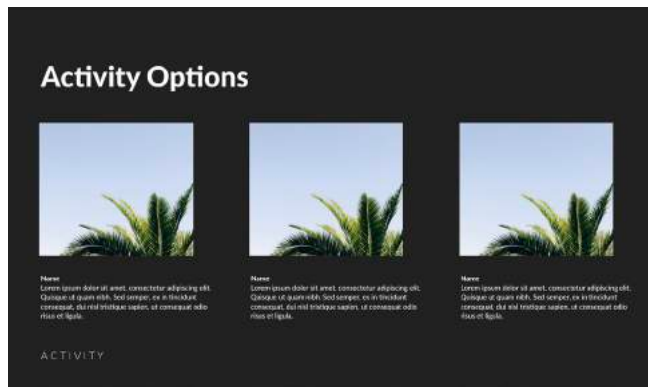 Activity Options
Name
Lorem ipsum dolor sit amet, consectetur adipiscing elit.
Quisque ut quam nibh. Sed semper, ex in tincidunt
consequat, dui nisl tristique sapien, ut consequat odio
risus et ligula.
Name
Lorem ipsum dolor sit amet, consectetur adipiscing elit.
Quisque ut quam nibh. Sed semper, ex in tincidunt
consequat, dui nisl tristique sapien, ut consequat odio
risus et ligula.
Name
Lorem ipsum dolor sit amet, consectetur adipiscing elit.
Quisque ut quam nibh. Sed semper, ex in tincidunt
consequat, dui nisl tristique sapien, ut consequat odio
risus et ligula.
ACTIVITY